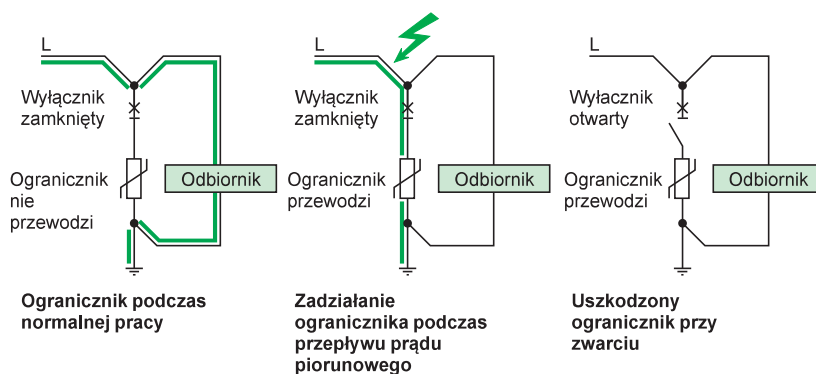 L
Wyłącznik
zamknięty
Ogranicznik
nie
przewodzi
Odbiornik
Ogranicznik podczas
normalnej pracy
L
Wyłącznik
zamknięty
Ogranicznik
przewodzi
Odbiornik
Zadziałanie
ogranicznika podczas
przepływu prądu
piorunowego
L
Wyłacznik
otwarty
Ogranicznik
przewodzi
Odbiornik
Uszkodzony
ogranicznik przy
zwarciu